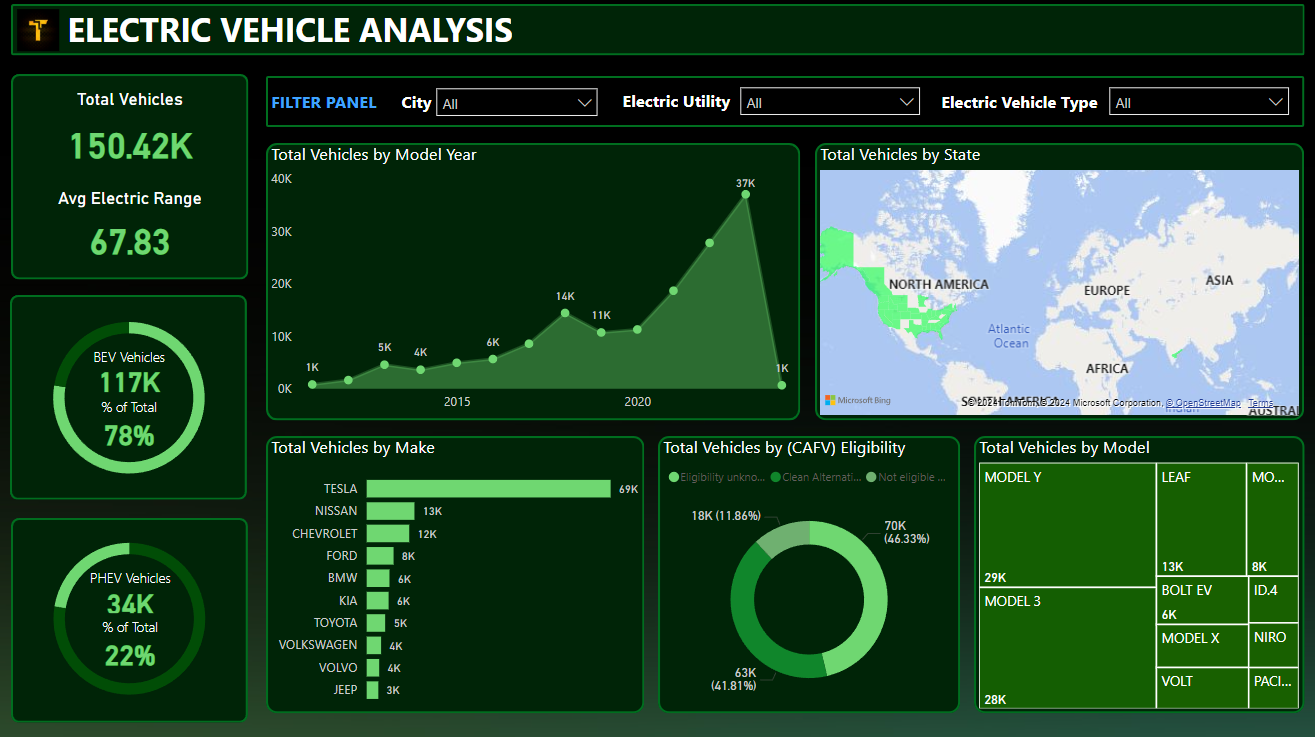 ELECTRIC VEHICLE ANALYSIS
Total Vehicles
150.42K
Avg Electric Range
67.83
FILTER PANEL
City
All
Electric Utility
All
Electric Vehicle Type
All
BEV Vehicles
117K
% of Total
78%
PHEV Vehicles
34K
% of Total
22%
Total Vehicles by Model Year
40K
30K
20K
10K
0K
1K
5K
4K
6K
14K
11K
37K
1K
2015
2020
Total Vehicles by State
NORTH AMERICA
EUROPE
ASIA
Atlantic
Ocean
AFRICA
Microsoft Bing
2024 Microsoft Corporation, © OpenStreetMap Terms
Total Vehicles by Make
TESLA 69K
NISSAN 13K
CHEVROLET 12K
FORD 8K
BMW 6K
KIA 6K
TOYOTA 5K
VOLKSWAGEN 4K
VOLVO 4K
JEEP 3K
Total Vehicles by (CAFV) Eligibility
Eligibility unkno... Clean Alternati... Not eligible ...
18K (11.86%)
70K
(46.33%)
63K
(41.81%)
Total Vehicles by Model
MODEL Y
29K
MODEL 3
28K
LEAF
13K
MO...
8K
BOLT EV
6K
ID.4
MODEL X
NIRO
VOLT
PACI...